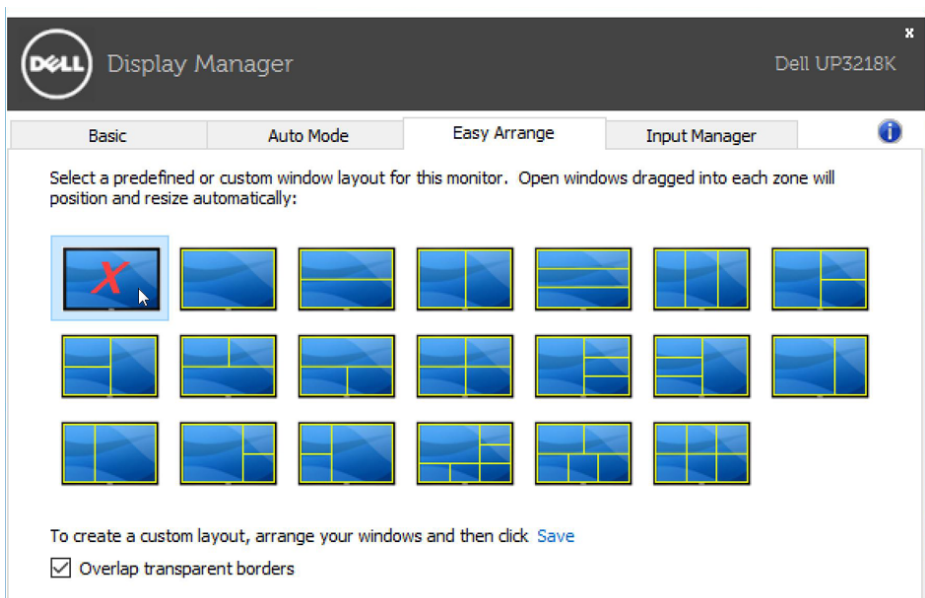 DELL Display Manager
x
Dell UP3218K
Basic Auto Mode Easy Arrange Input Manager i
Select a predefined or custom window layout for this monitor. Open windows dragged into each zone will
position and resize automatically:
X
To create a custom layout, arrange your windows and then click Save
Overlap transparent borders